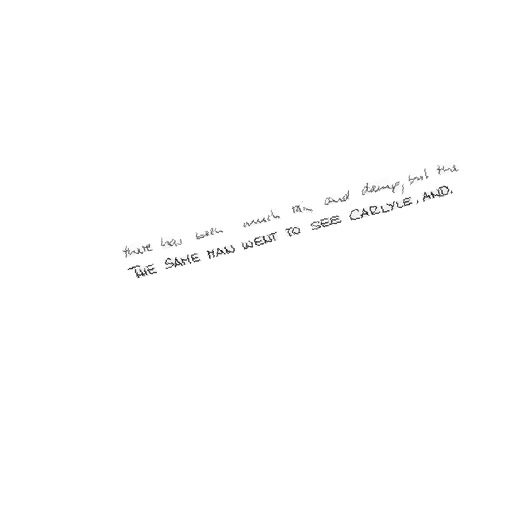 there has been much rain and damp, but the
THE SAME MAN WENT TO SEE CARLYLE, AND.